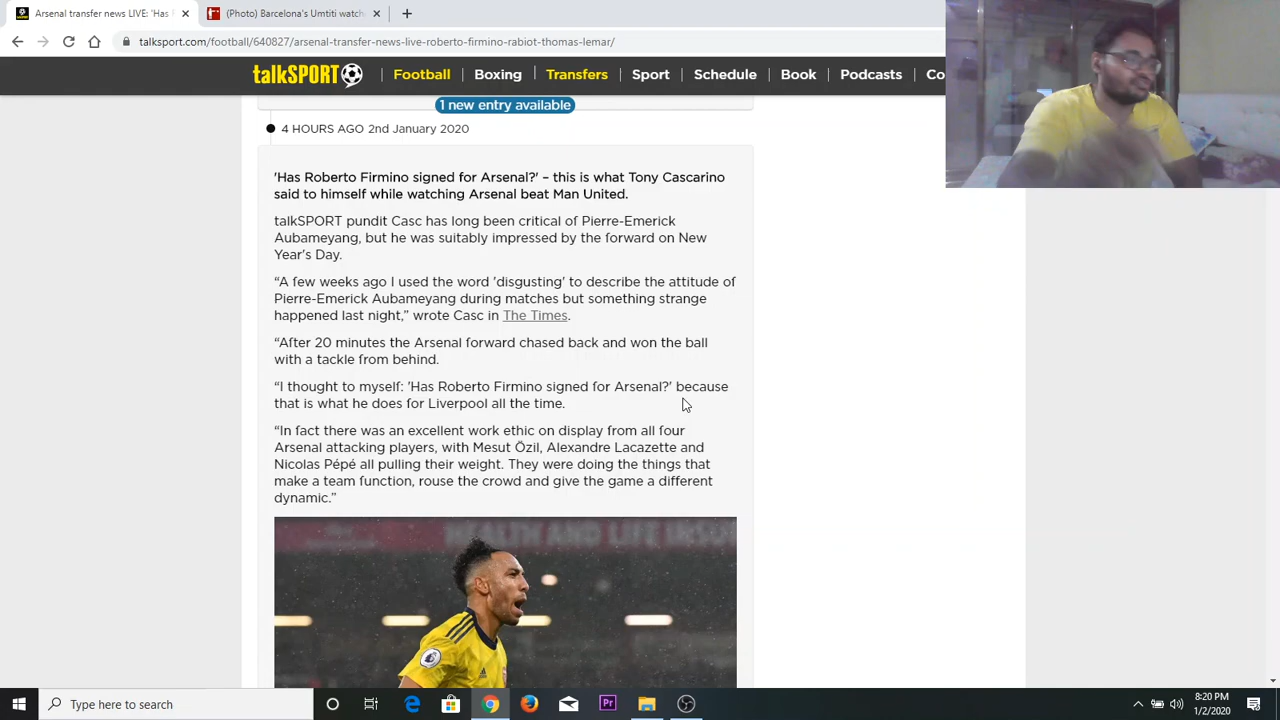 Arsenal transfer news LIVE: 'Has F
(Photo) Barcelona's Umtiti watch
talksport.com/football/640827/arsenal-transfer-news-live-roberto-firmino-rabiot-thomas-lemar/
talkSPORT
Football
Boxing
Transfers
Sport
Schedule
Book
Podcasts
Co
1 new entry available
4 HOURS AGO 2nd January 2020
'Has Roberto Firmino signed for Arsenal?' – this is what Tony Cascarino
said to himself while watching Arsenal beat Man United.
talkSPORT pundit Casc has long been critical of Pierre-Emerick
Aubameyang, but he was suitably impressed by the forward on New
Year's Day.
“A few weeks ago I used the word 'disgusting' to describe the attitude of
Pierre-Emerick Aubameyang during matches but something strange
happened last night,” wrote Casc in The Times.
“After 20 minutes the Arsenal forward chased back and won the ball
with a tackle from behind.
“I thought to myself: 'Has Roberto Firmino signed for Arsenal?' because
that is what he does for Liverpool all the time.
“In fact there was an excellent work ethic on display from all four
Arsenal attacking players, with Mesut Özil, Alexandre Lacazette and
Nicolas Pépé all pulling their weight. They were doing the things that
make a team function, rouse the crowd and give the game a different
dynamic.”
HEALTH AND LIFE
Type here to search
Pr
8:20 PM
1/2/2020